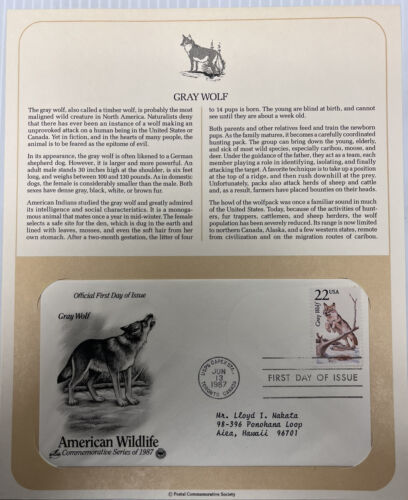 GRAY WOLF
The gray wolf, also called a timber wolf, is probably the most
maligned wild creature in North America. Naturalists deny
that there has ever been an instance of a wolf making an
unprovoked attack on a human being in the United States or
Canada. Yet in fiction, and in the hearts of many people, the
animal is to be feared as the epitome of evil.
In its appearance, the gray wolf is often likened to a German
shepherd dog. However, it is larger and more powerful. An
adult male stands 30 inches high at the shoulder, is six feet
long, and weighs between 100 and 130 pounds. As in domestic
dogs, the female is considerably smaller than the male. Both
sexes have dense gray, black, white, or brown fur.
American Indians studied the gray wolf and greatly admired
its intelligence and social characteristics. It is a monoga-
mous animal that mates once a year in mid-winter. The female
selects a safe site for the den, which is dug in the earth and
lined with leaves, mosses, and even the soft hair from her
own stomach. After a two-month gestation, the litter of four
to 14 pups is born. The young are blind at birth, and cannot
see until they are about a week old.
Both parents and other relatives feed and train the newborn
pups. As the family matures, it becomes a carefully coordinated
hunting pack. The group can bring down the young, elderly,
and sick of most wild species, especially caribou, moose, and
deer. Under the guidance of the father, they act as a team, each
member playing a role in identifying, isolating, and finally
attacking the target. A favorite technique is to take up a position
at the top of a ridge, and then rush downhill at the prey.
Unfortunately, packs also attack herds of sheep and cattle
and, as a result, farmers have placed bounties on their heads.
The howl of the wolfpack was once a familiar sound in much
of the United States. Today, because of the activities of hunt-
ers, fur trappers, cattlemen, and sheep herders, the wolf
population has been severely reduced. Its range is now limited
to northern Canada, Alaska, and a few western states, remote
from civilization and on the migration routes of caribou.
Official First Day of Issue
Gray Wolf
22 USA
Gray Wolf
JUN
13
1987
TORONTO CANADA
FIRST DAY OF ISSUE
Mr. Lloyd I. Nakata
98-396 Ponohana Loop
Aiea, Hawaii 96701
American Wildlife
Commemorative Series of 1987
© Postal Commemorative Society